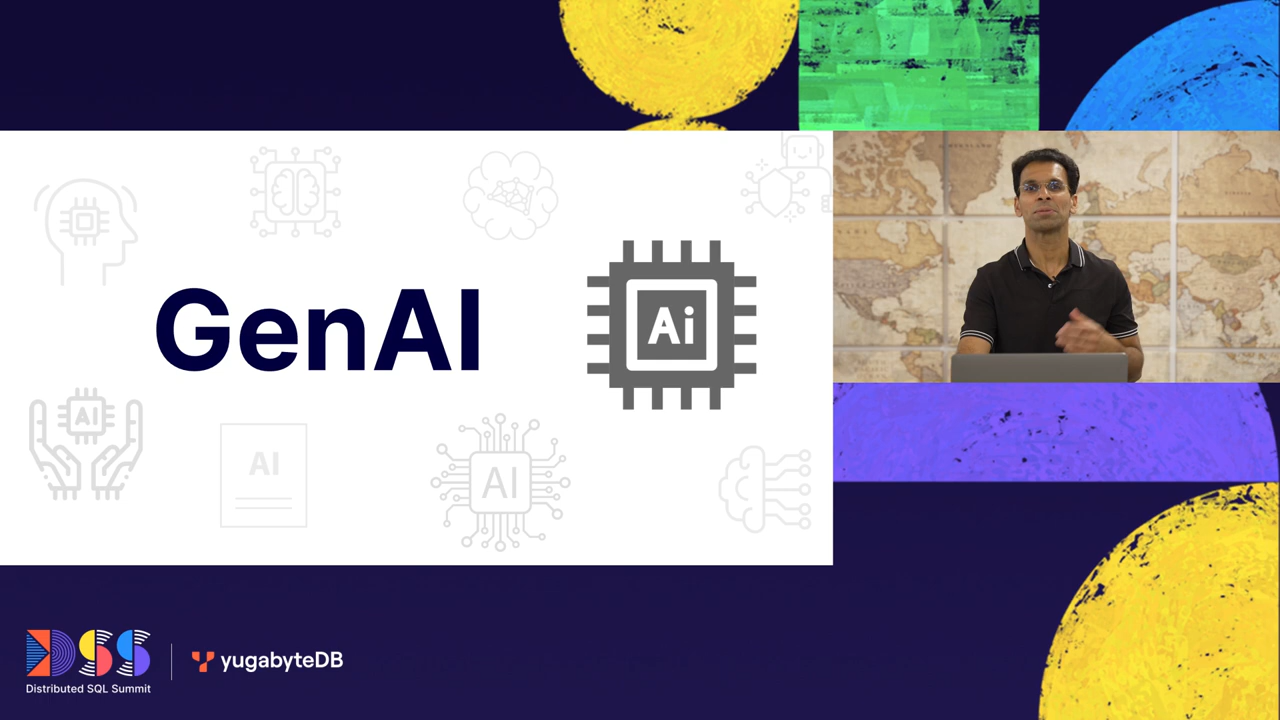 GenAI
Ai
AI
AI
AI
DSS
Distributed SQL Summit
yugabyteDB